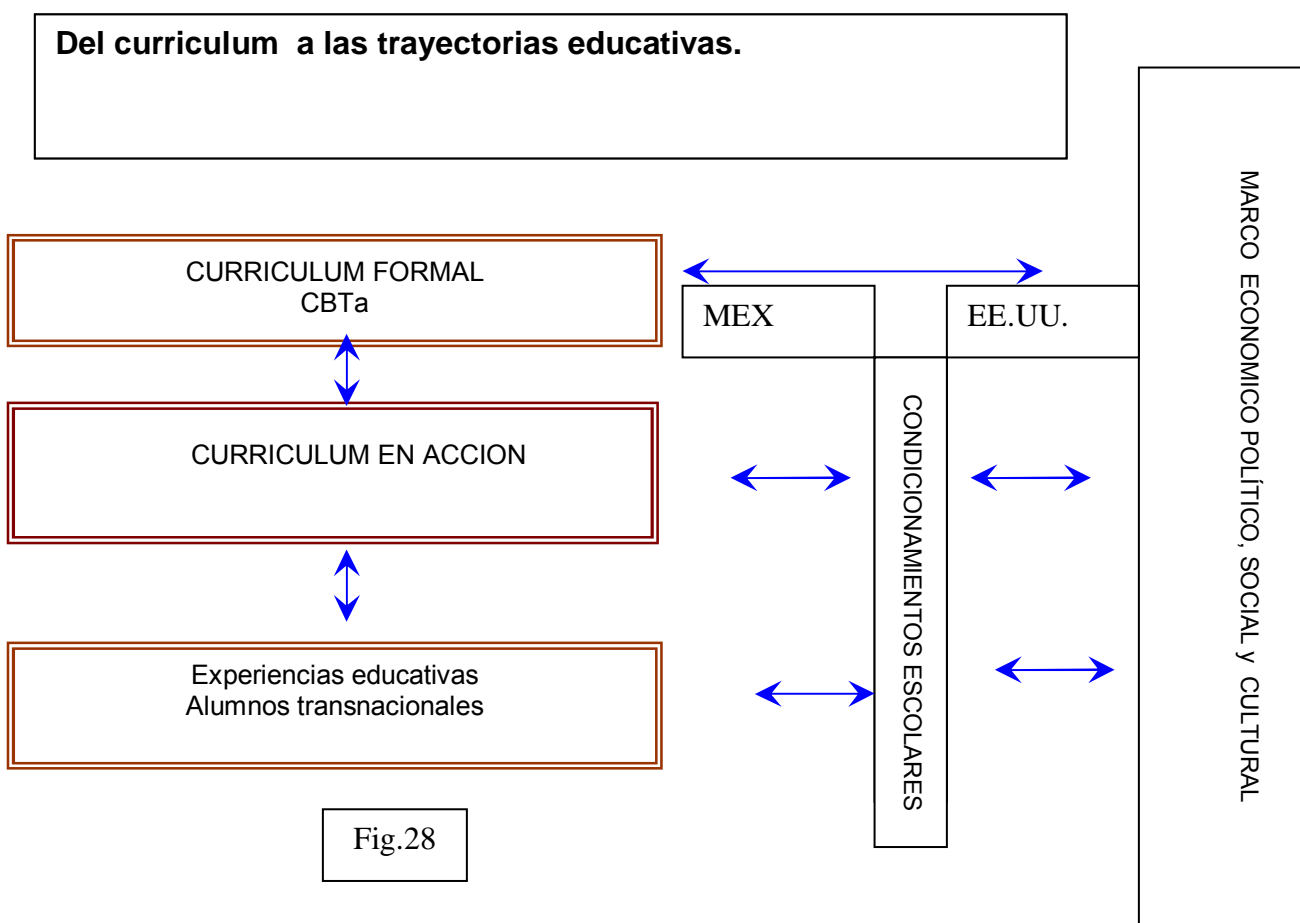 Del curriculum a las trayectorias educativas.
CURRICULUM FORMAL
CBTa
MEX
EE.UU.
CURRICULUM EN ACCION
Experiencias educativas
Alumnos transnacionales
CONDICIONAMIENTOS ESCOLARES
MARCO ECONOMICO POLÍTICO, SOCIAL y CULTURAL
Fig.28